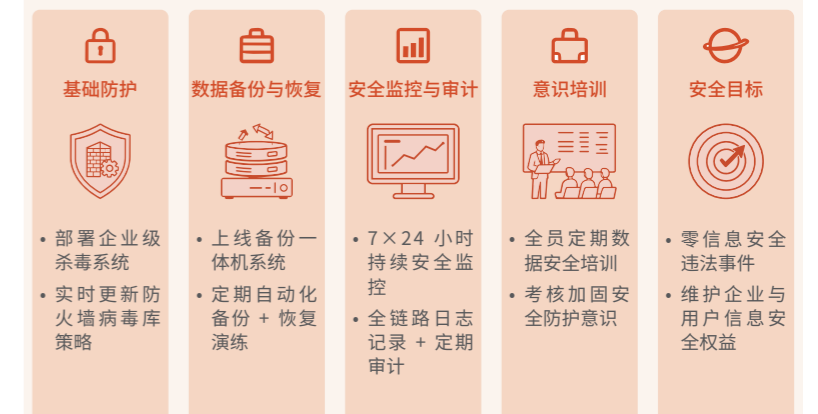 基础防护
• 部署企业级
杀毒系统
• 实时更新防
火墙病毒库
策略
数据备份与恢复
• 上线备份一
体机系统
• 定期自动化
备份 + 恢复
演练
安全监控与审计
• 7×24 小时
持续安全监
控
• 全链路日志
记录 + 定期
审计
意识培训
• 全员定期数
据安全培训
• 考核加固安
全防护意识
安全目标
• 零信息安全
违法事件
• 维护企业与
用户信息安
全权益